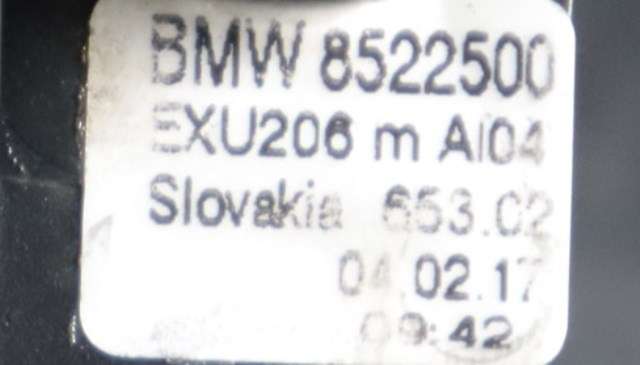 BMW 8522500
EXU206 m AI04
Slovakia 653.02
04.02.17
09:42